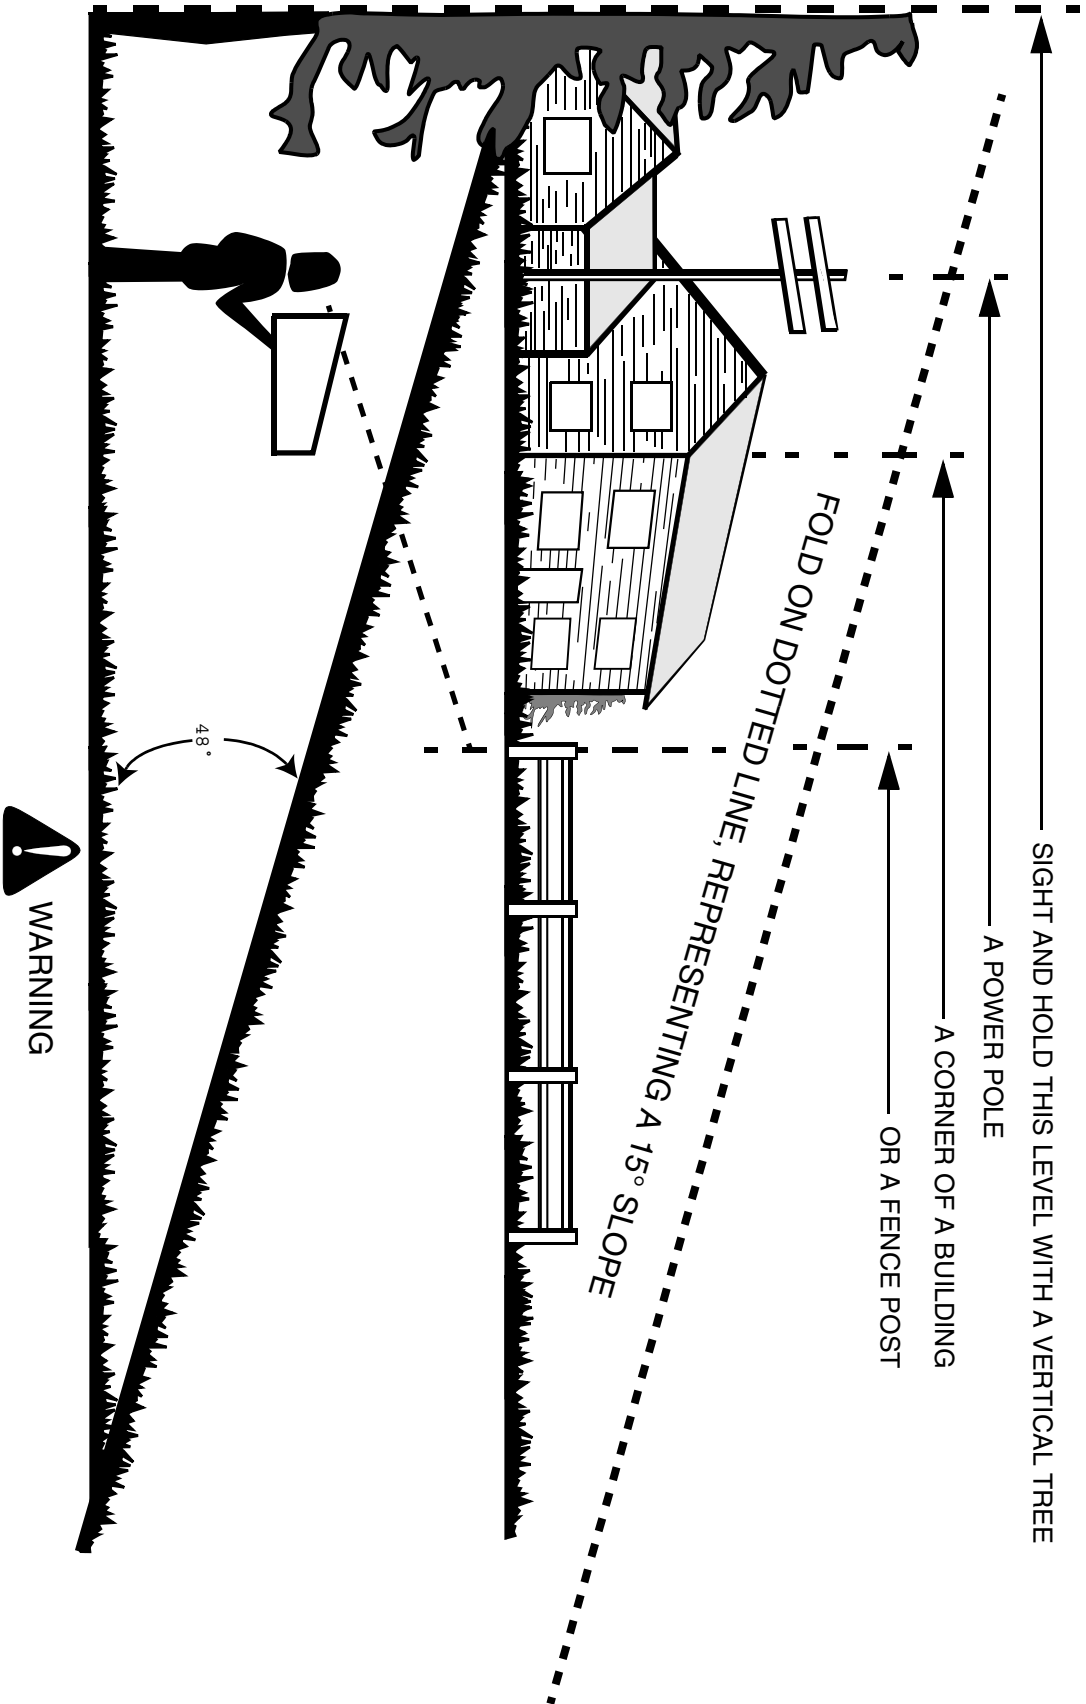 SIGHT AND HOLD THIS LEVEL WITH A VERTICAL TREE
A POWER POLE
A CORNER OF A BUILDING
OR A FENCE POST
FOLD ON DOTTED LINE, REPRESENTING A 15° SLOPE
48°
WARNING